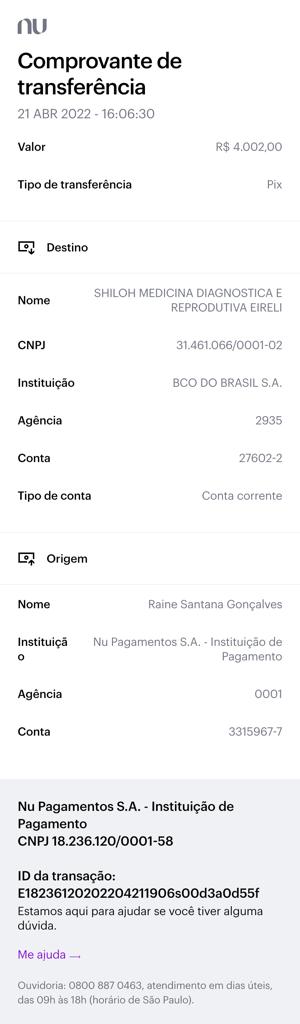 nu
Comprovante de
transferência
21 ABR 2022 - 16:06:30
Valor R$ 4.002,00
Tipo de transferência Pix
Destino
Nome SHILOH MEDICINA DIAGNOSTICA E
REPRODUTIVA EIRELI
CNPJ 31.461.066/0001-02
Instituição BCO DO BRASIL S.A.
Agência 2935
Conta 27602-2
Tipo de conta Conta corrente
Origem
Nome Raine Santana Gonçalves
Instituiçã Nu Pagamentos S.A. - Instituição de
o Pagamento
Agência 0001
Conta 3315967-7
Nu Pagamentos S.A. - Instituição de
Pagamento
CNPJ 18.236.120/0001-58
ID da transação:
E18236120202204211906s00d3a0d55f
Estamos aqui para ajudar se você tiver alguma
dúvida.
Me ajuda →
Ouvidoria: 0800 887 0463, atendimento em dias úteis,
das 09h às 18h (horário de São Paulo).